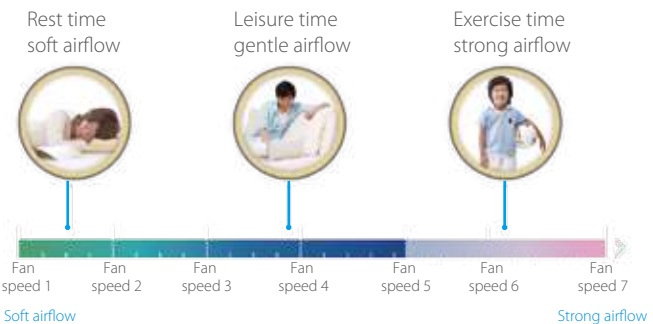 Rest time
soft airflow
Leisure time
gentle airflow
Exercise time
strong airflow
Fan
speed 1
Fan
speed 2
Fan
speed 3
Fan
speed 4
Fan
speed 5
Fan
speed 6
Fan
speed 7
Soft airflow
Strong airflow